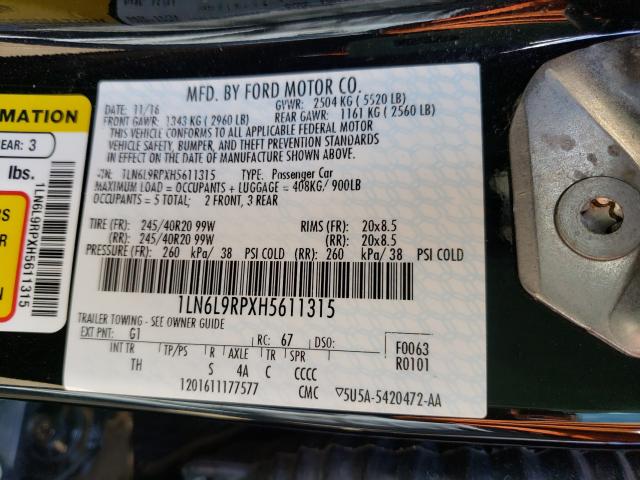 MFD. BY FORD MOTOR CO.
DATE: 11/16 GVWR: 2504 KG ( 5520 LB)
FRONT GAWR: 1343 KG ( 2960 LB) REAR GAWR: 1161 KG ( 2560 LB)
THIS VEHICLE CONFORMS TO ALL APPLICABLE FEDERAL MOTOR
VEHICLE SAFETY, BUMPER, AND THEFT PREVENTION STANDARDS
IN EFFECT ON THE DATE OF MANUFACTURE SHOWN ABOVE.
VIN: 1LN6L9RPXH5611315 TYPE: Passenger Car
MAXIMUM LOAD = OCCUPANTS + LUGGAGE = 408KG/ 900LB
OCCUPANTS = 5 TOTAL; 2 FRONT, 3 REAR
TIRE (FR): 245/40R20 99W RIMS (FR): 20x8.5
(RR): 245/40R20 99W (RR): 20x8.5
PRESSURE (FR): 260 kPa/ 38 PSI COLD (RR): 260 kPa/ 38 PSI COLD
1LN6L9RPXH5611315
TRAILER TOWING - SEE OWNER GUIDE
EXT PNT: G1 RC: 67 DSO: F0063
INT TR TP/PS R AXLE TR SPR R0101
TH S 4A C CCCC
1201611177577 CMC ▽5U5A-5420472-AA
MATION
EAR: 3
lbs.
1LN6L9RPXH5611315